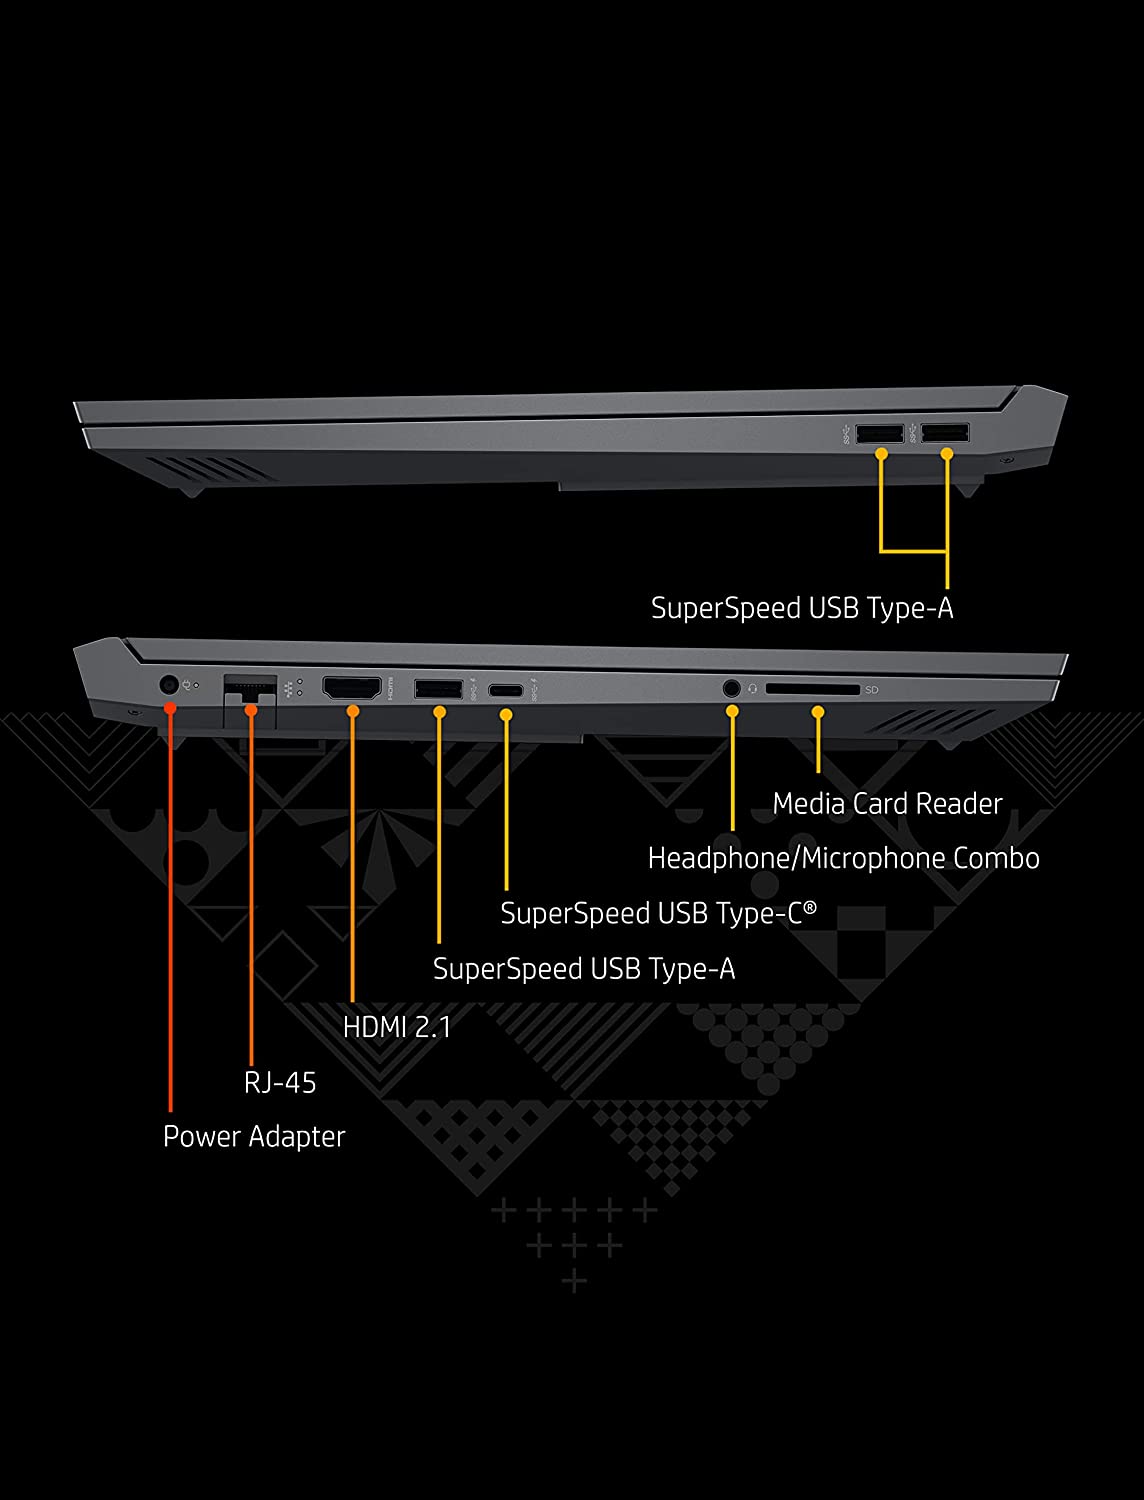 SuperSpeed USB Type-A
HDMI
SD
Media Card Reader
Headphone/Microphone Combo
SuperSpeed USB Type-C®
SuperSpeed USB Type-A
HDMI 2.1
RJ-45
Power Adapter